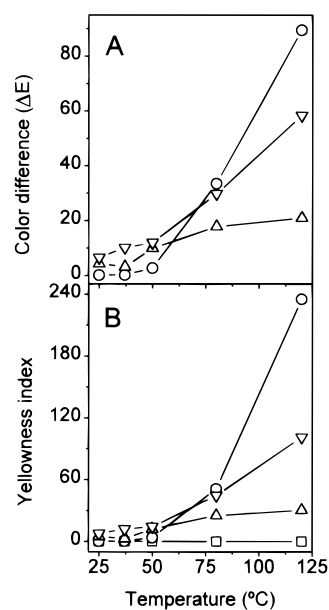 A
Color difference (ΔE)
80
60
40
20
0
B
Yellowness index
240
180
120
60
0
25 50 75 100 125
Temperature (ºC)